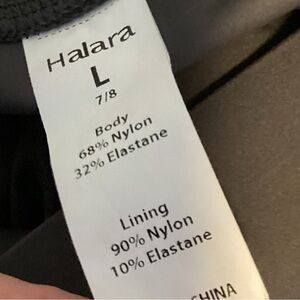 Halara
L
7/8
Body
68% Nylon
32% Elastane
Lining
90% Nylon
10% Elastane
CHINA